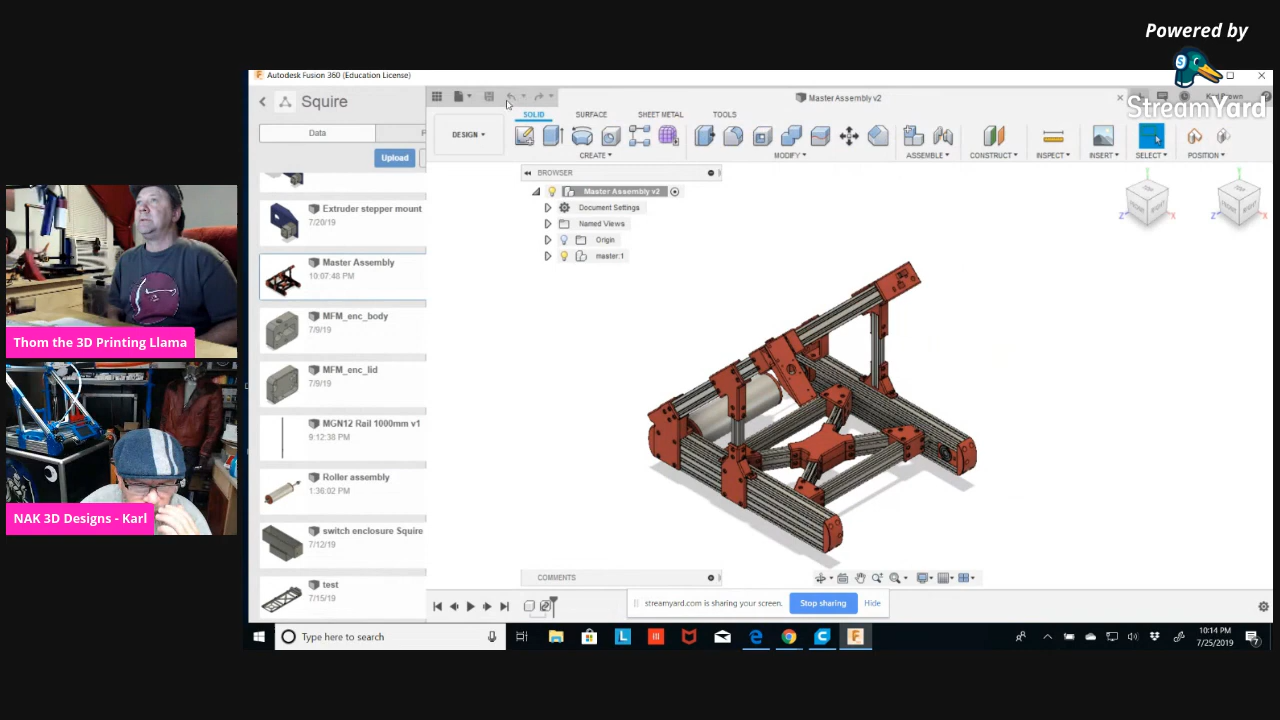 Powered by
StreamYard
Autodesk Fusion 360 (Education License)
Squire
Data
Upload
Extruder stepper mount
7/20/19
Master Assembly
10:07:48 PM
MFM_enc_body
7/9/19
MFM_enc_lid
7/9/19
MGN12 Rail 1000mm v1
9:12:38 PM
Roller assembly
1:36:02 PM
switch enclosure Squire
7/12/19
test
7/15/19
Master Assembly v2
SOLID
SURFACE
SHEET METAL
TOOLS
DESIGN
CREATE
MODIFY
ASSEMBLE
CONSTRUCT
INSPECT
INSERT
SELECT
POSITION
BROWSER
Master Assembly v2
Document Settings
Named Views
Origin
master:1
COMMENTS
streamyard.com is sharing your screen.
Stop sharing
Hide
Type here to search
10:14 PM
7/25/2019
Thom the 3D Printing Llama
NAK 3D Designs - Karl